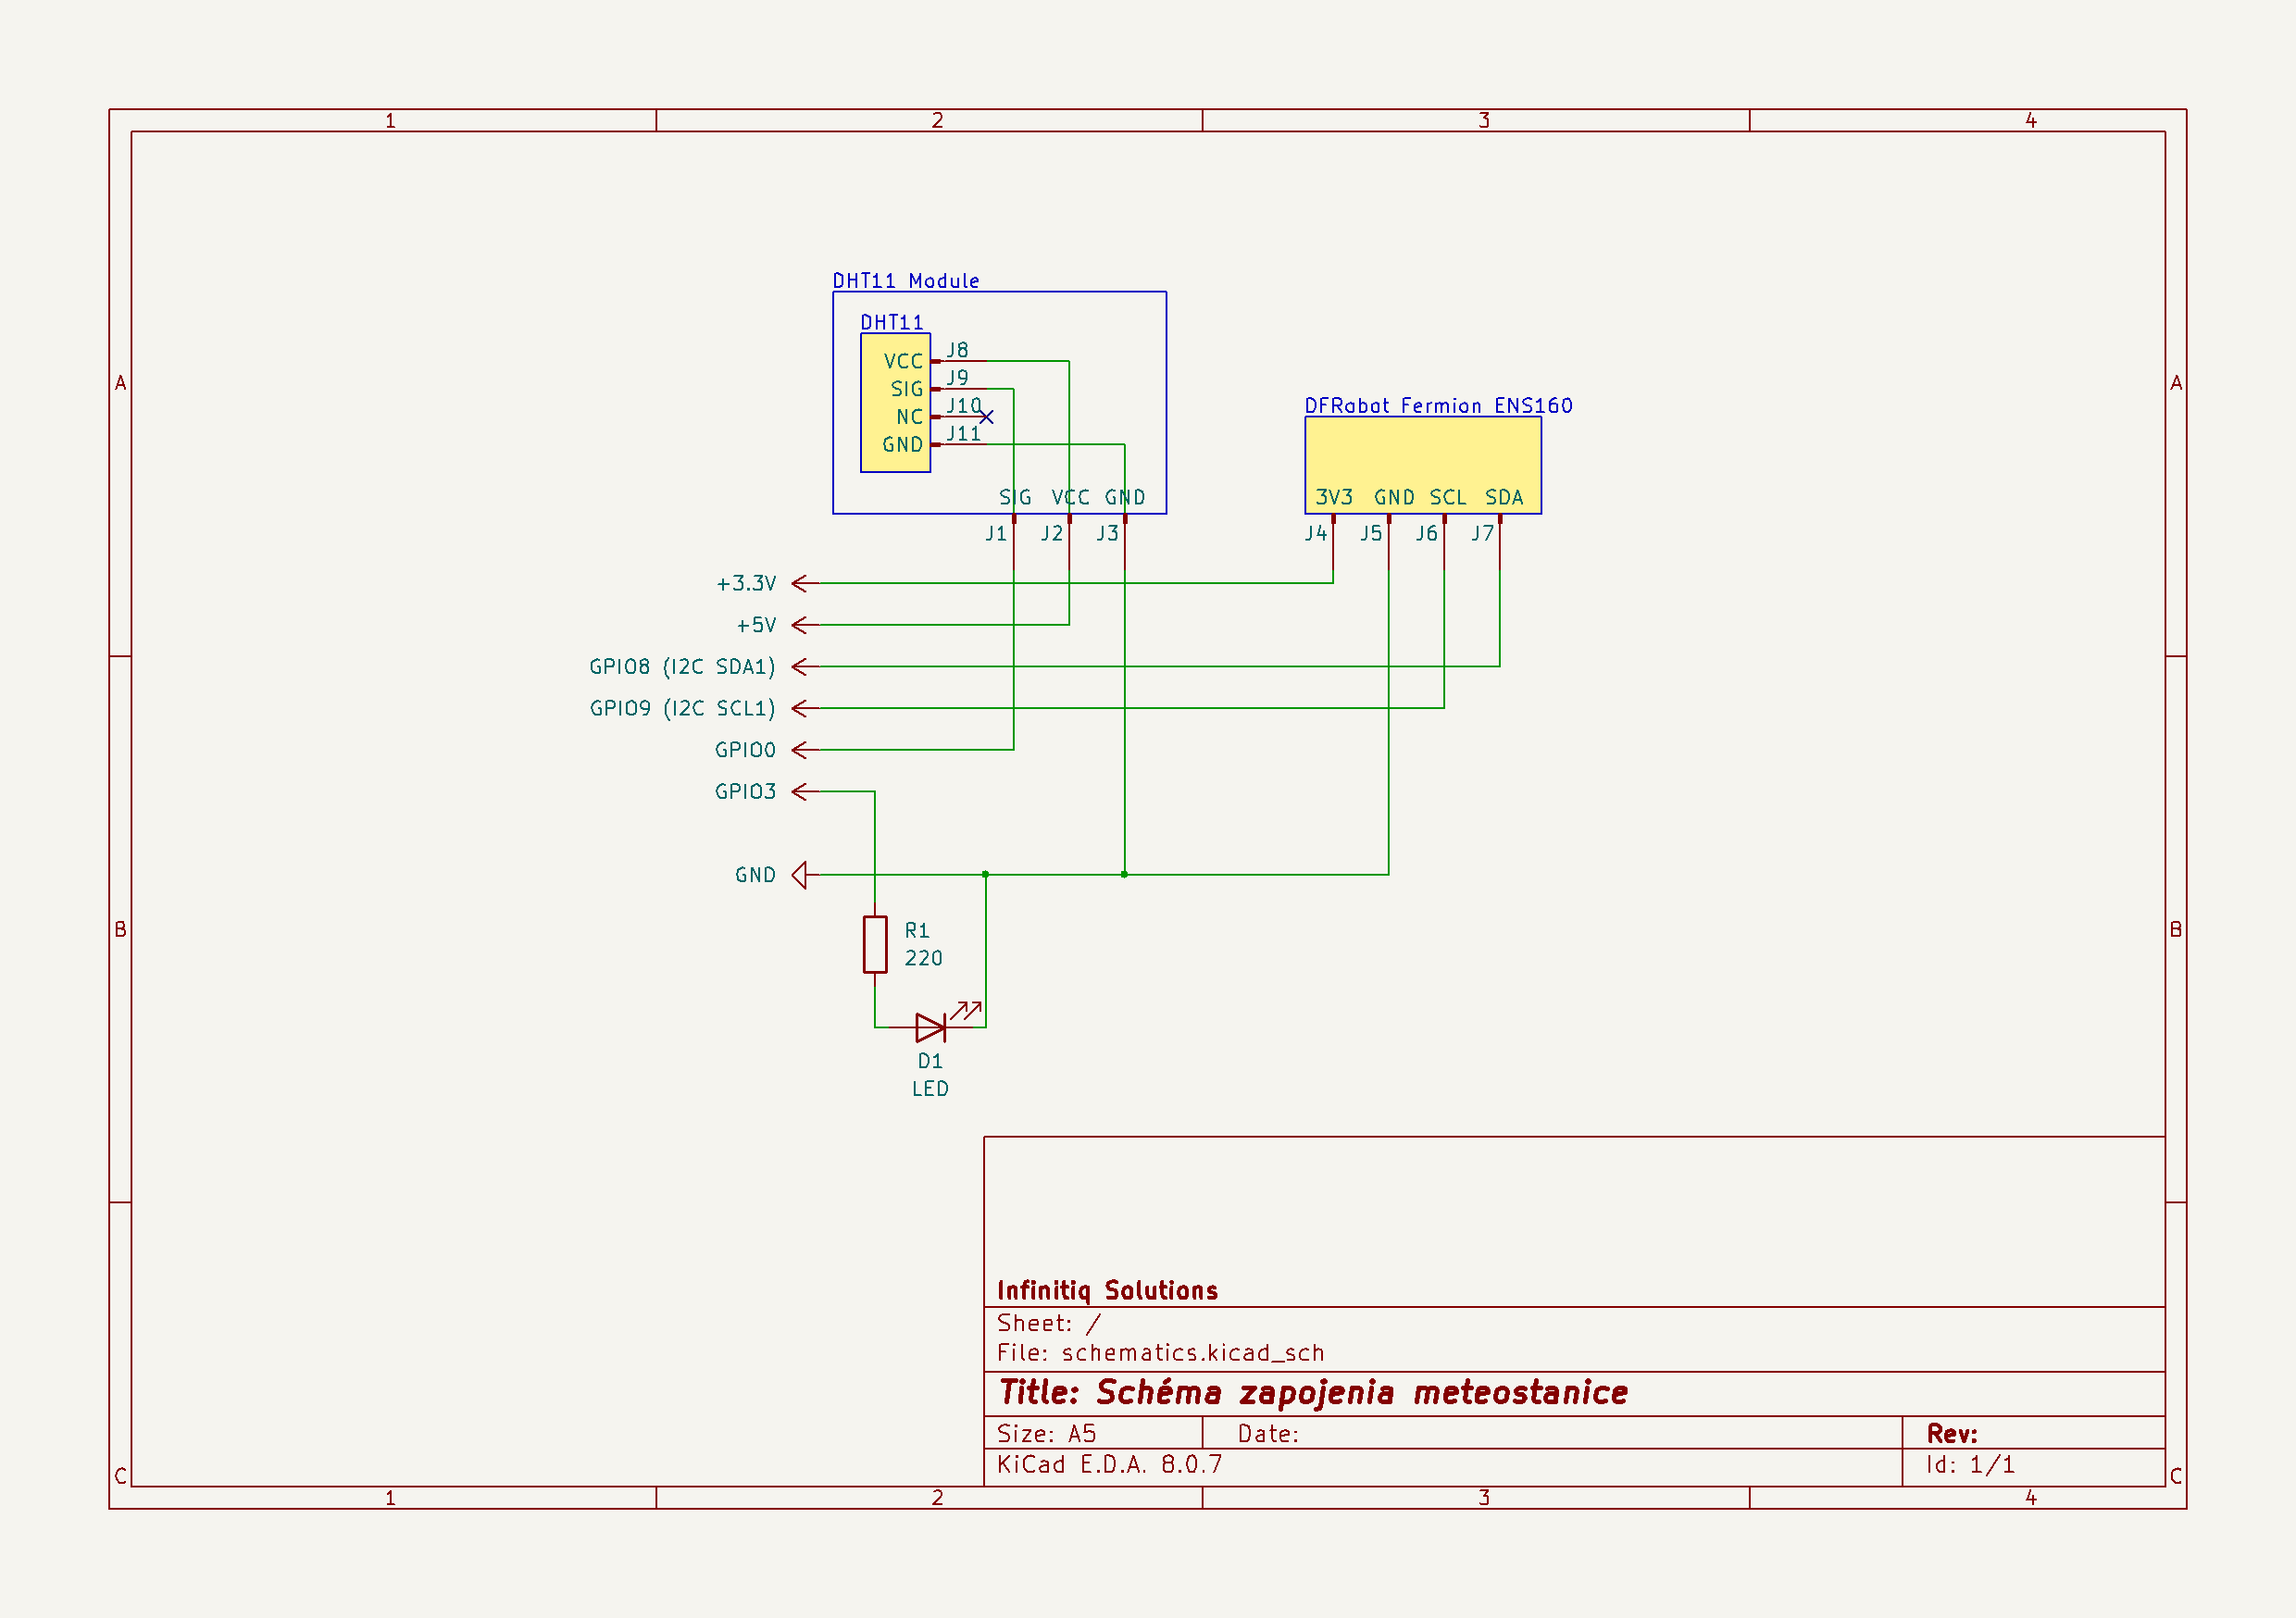 1 2 3 4
DHT11 Module
DHT11
VCC J8
SIG J9
NC J10
GND J11
SIG VCC GND
J1 J2 J3
DFRobot Fermion ENS160
3V3 GND SCL SDA
J4 J5 J6 J7
A A
+3.3V
+5V
GPIO8 (I2C SDA1)
GPIO9 (I2C SCL1)
GPIO0
GPIO3
GND
B B
R1
220
D1
LED
Infinitiq Solutions
Sheet: /
File: schematics.kicad_sch
Title: Schéma zapojenia meteostanice
Size: A5 Date: Rev:
KiCad E.D.A. 8.0.7 Id: 1/1
C C
1 2 3 4